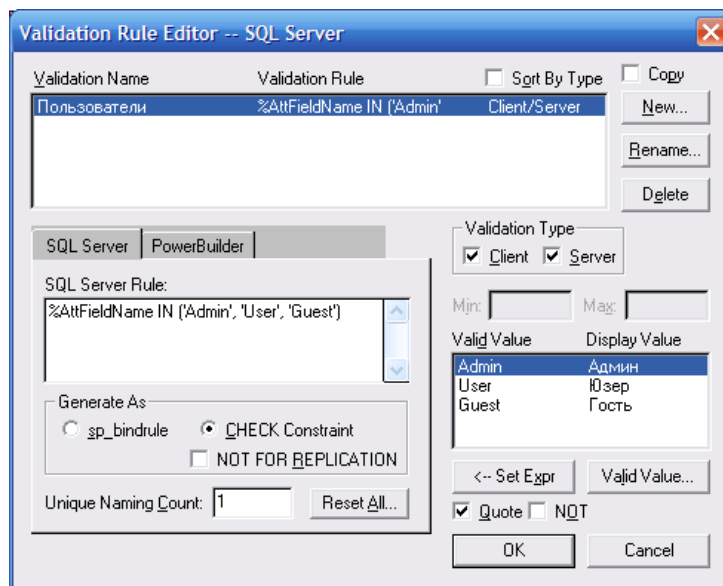 Validation Rule Editor -- SQL Server
Validation Name Validation Rule Sort By Type Copy
Пользователи %AttFieldName IN ('Admin' Client/Server
New...
Rename...
Delete
SQL Server PowerBuilder
Validation Type
Client Server
SQL Server Rule:
%AttFieldName IN ('Admin', 'User', 'Guest')
Min: Max:
Valid Value Display Value
Admin Админ
User Юзер
Guest Гость
Generate As
sp_bindrule CHECK Constraint
NOT FOR REPLICATION
<-- Set Expr Valid Value...
Unique Naming Count: 1 Reset All...
Quote NOT
OK Cancel